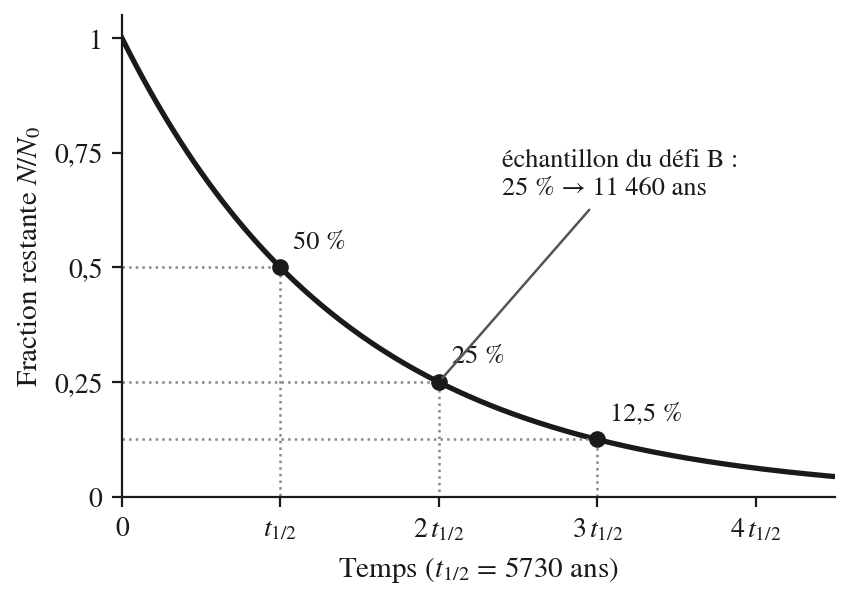 1
0,75
0,5
0,25
0
Fraction restante N/N0
échantillon du défi B :
25 % → 11 460 ans
50 %
25 %
12,5 %
0
t1/2
2 t1/2
3 t1/2
4 t1/2
Temps (t1/2 = 5730 ans)